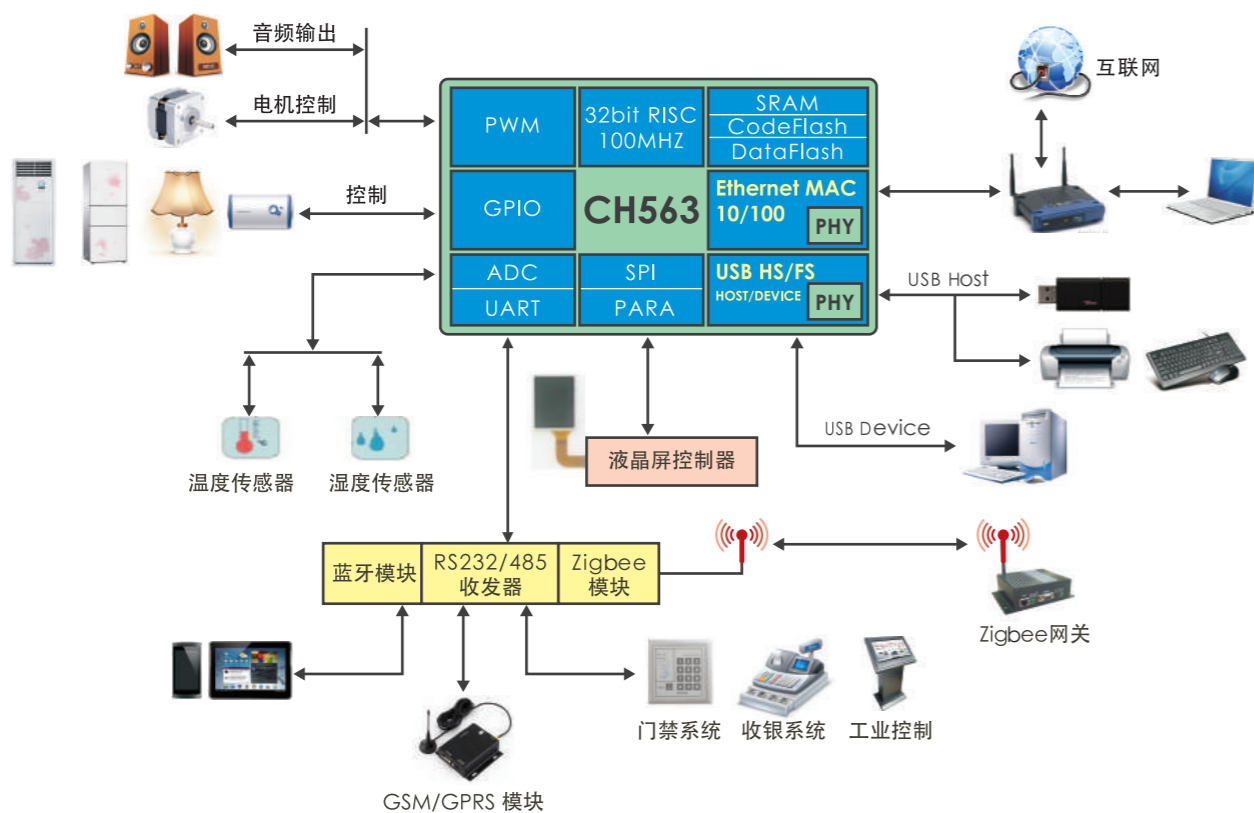 音频输出
互联网
电机控制
PWM
32bit RISC
100MHZ
SRAM
CodeFlash
DataFlash
控制
GPIO
CH563
Ethernet MAC
10/100
PHY
ADC
UART
SPI
PARA
USB HS/FS
HOST/DEVICE
PHY
USB Host
USB Device
温度传感器
湿度传感器
液晶屏控制器
蓝牙模块
RS232/485
收发器
Zigbee
模块
Zigbee网关
门禁系统
收银系统
工业控制
GSM/GPRS 模块